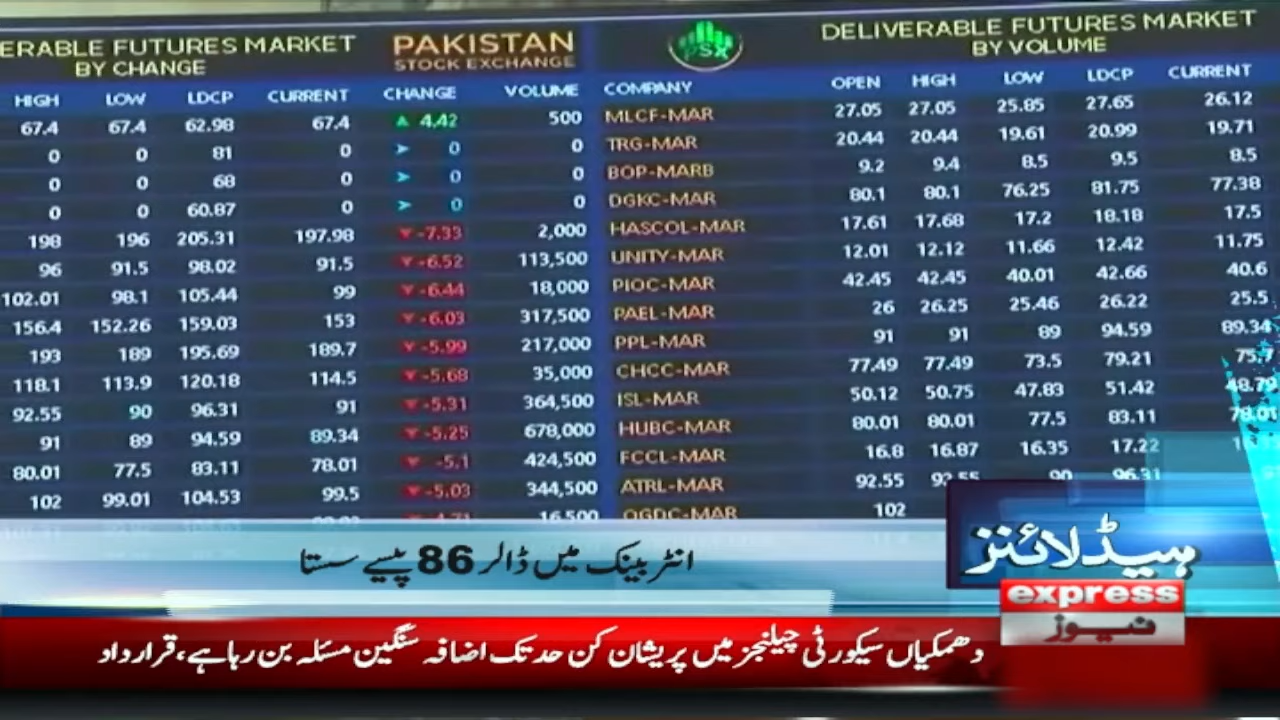 ERABLE FUTURES MARKET
BY CHANGE
PAKISTAN
STOCK EXCHANGE
PSX
DELIVERABLE FUTURES MARKET
BY VOLUME
HIGH LOW LDCP CURRENT CHANGE VOLUME COMPANY OPEN HIGH LOW LDCP CURRENT
67.4 67.4 62.98 67.4 4.42 500 MLCF-MAR 27.05 27.05 25.85 27.65 26.12
0 0 81 0 0 0 TRG-MAR 20.44 20.44 19.61 20.99 19.71
0 0 68 0 0 0 BOP-MARB 9.2 9.4 8.5 9.5 8.5
0 0 60.87 0 0 0 DGKC-MAR 80.1 80.1 76.25 81.75 77.38
198 196 205.31 197.98 -7.33 2,000 HASCOL-MAR 17.61 17.68 17.2 18.18 17.5
96 91.5 98.02 91.5 -6.52 113,500 UNITY-MAR 12.01 12.12 11.66 12.42 11.75
102.01 98.1 105.44 99 -6.44 18,000 PIOC-MAR 42.45 42.45 40.01 42.66 40.6
156.4 152.26 159.03 153 -6.03 317,500 PAEL-MAR 26 26.25 25.46 26.22 25.5
193 189 195.69 189.7 -5.99 217,000 PPL-MAR 91 91 89 94.59 89.34
118.1 113.9 120.18 114.5 -5.68 35,000 CHCC-MAR 77.49 77.49 73.5 79.21 75.7
92.55 90 96.31 91 -5.31 364,500 ISL-MAR 50.12 50.75 47.83 51.42 48.79
91 89 94.59 89.34 -5.25 678,000 HUBC-MAR 80.01 80.01 77.5 83.11 78.01
80.01 77.5 83.11 78.01 -5.1 424,500 FCCL-MAR 16.8 16.87 16.35 17.22
102 99.01 104.53 99.5 -5.03 344,500 ATRL-MAR 92.55 92.55 90 96.31
-4.71 16,500 OGDC-MAR 102
ہیڈلائنز
انٹربینک میں ڈالر 86 پیسے سستا
express
نیوز
دھمکیاں سیکورٹی چیلنجز میں پریشان کن حد تک اضافہ سنگین مسئلہ بن رہا ہے، قرارداد